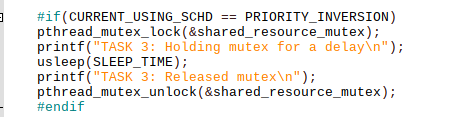 #if(CURRENT_USING_SCHD == PRIORITY_INVERSION)
pthread_mutex_lock(&shared_resource_mutex);
printf("TASK 3: Holding mutex for a delay\n");
usleep(SLEEP_TIME);
printf("TASK 3: Released mutex\n");
pthread_mutex_unlock(&shared_resource_mutex);
#endif